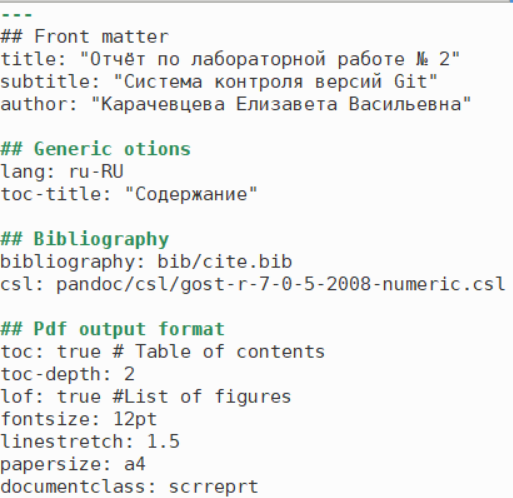 ---
## Front matter
title: "Отчёт по лабораторной работе № 2"
subtitle: "Система контроля версий Git"
author: "Карачевцева Елизавета Васильевна"
## Generic otions
lang: ru-RU
toc-title: "Содержание"
## Bibliography
bibliography: bib/cite.bib
csl: pandoc/csl/gost-r-7-0-5-2008-numeric.csl
## Pdf output format
toc: true # Table of contents
toc-depth: 2
lof: true #List of figures
fontsize: 12pt
linestretch: 1.5
papersize: a4
documentclass: scrreprt